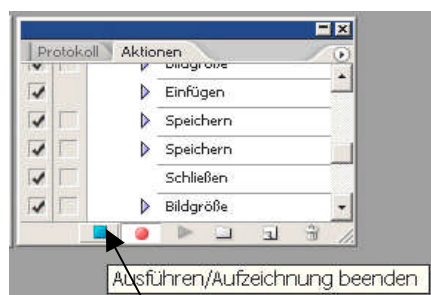 Protokoll Aktionen
Bildgröße
Einfügen
Speichern
Speichern
Schließen
Bildgröße
Ausführen/Aufzeichnung beenden